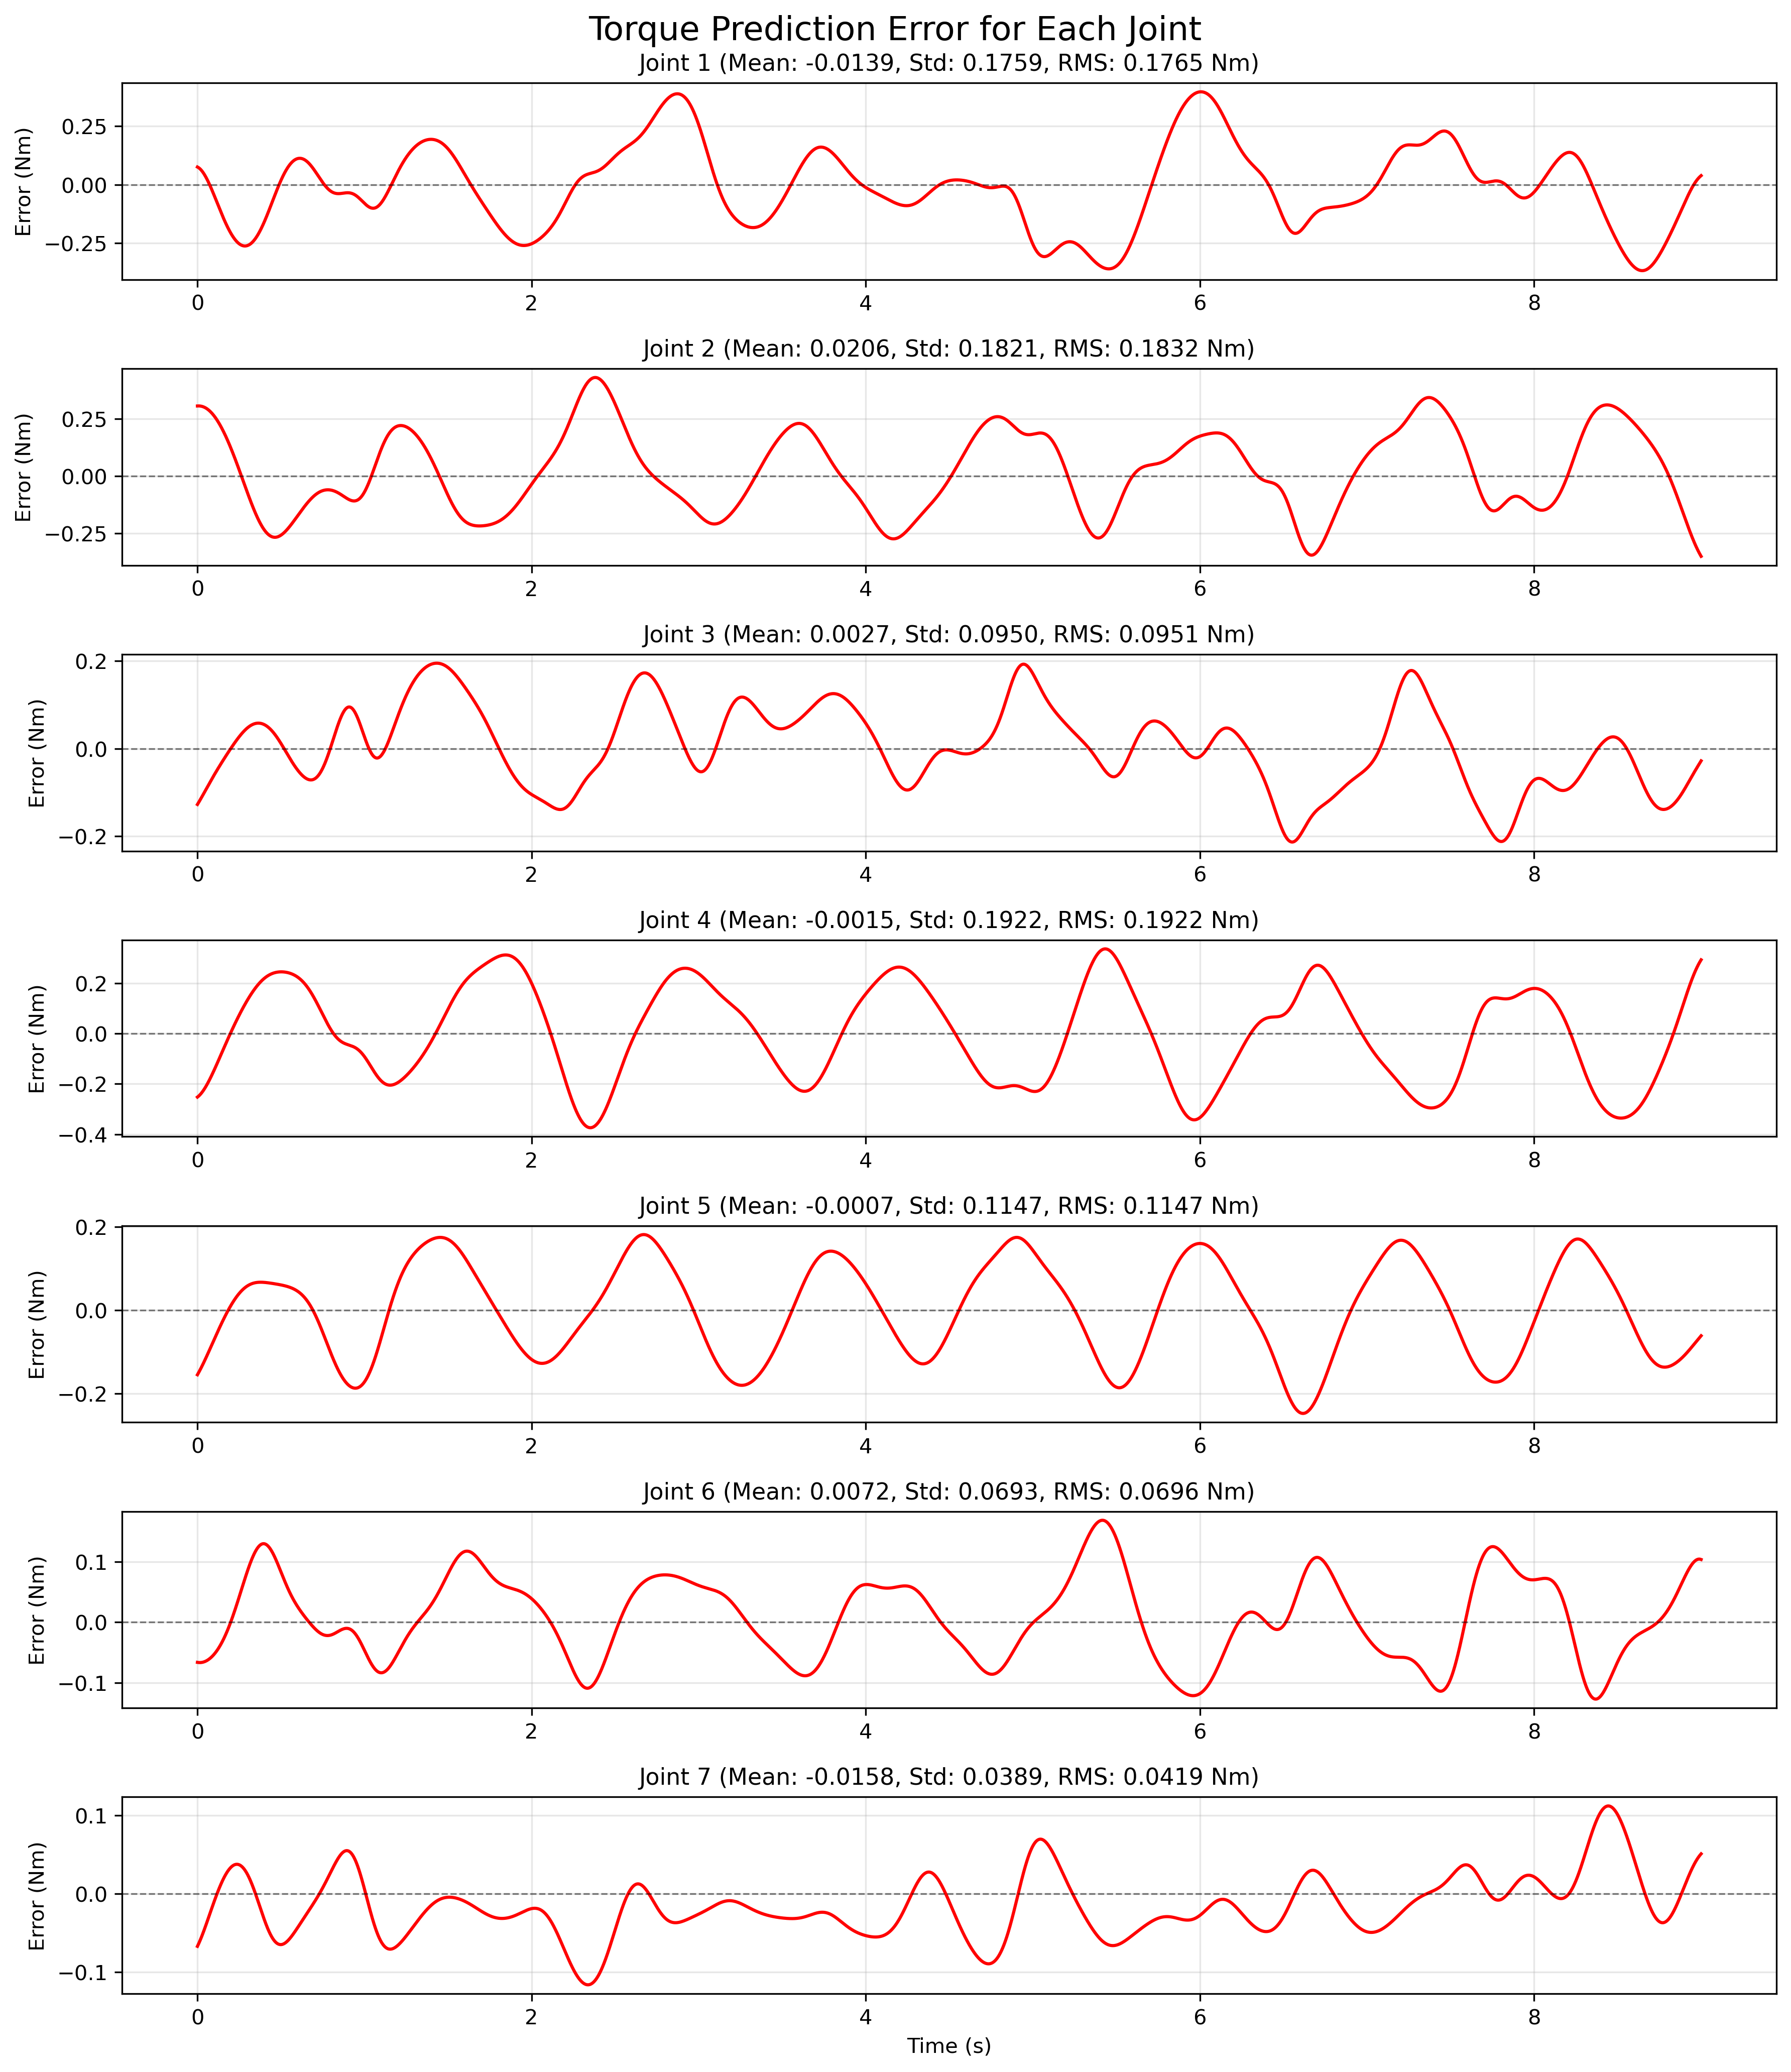 Torque Prediction Error for Each Joint
Joint 1 (Mean: -0.0139, Std: 0.1759, RMS: 0.1765 Nm)
Error (Nm)
0.25
0.00
−0.25
0 2 4 6 8
Joint 2 (Mean: 0.0206, Std: 0.1821, RMS: 0.1832 Nm)
Error (Nm)
0.25
0.00
−0.25
0 2 4 6 8
Joint 3 (Mean: 0.0027, Std: 0.0950, RMS: 0.0951 Nm)
Error (Nm)
0.2
0.0
−0.2
0 2 4 6 8
Joint 4 (Mean: -0.0015, Std: 0.1922, RMS: 0.1922 Nm)
Error (Nm)
0.2
0.0
−0.2
−0.4
0 2 4 6 8
Joint 5 (Mean: -0.0007, Std: 0.1147, RMS: 0.1147 Nm)
Error (Nm)
0.2
0.0
−0.2
0 2 4 6 8
Joint 6 (Mean: 0.0072, Std: 0.0693, RMS: 0.0696 Nm)
Error (Nm)
0.1
0.0
−0.1
0 2 4 6 8
Joint 7 (Mean: -0.0158, Std: 0.0389, RMS: 0.0419 Nm)
Error (Nm)
0.1
0.0
−0.1
0 2 4 6 8
Time (s)